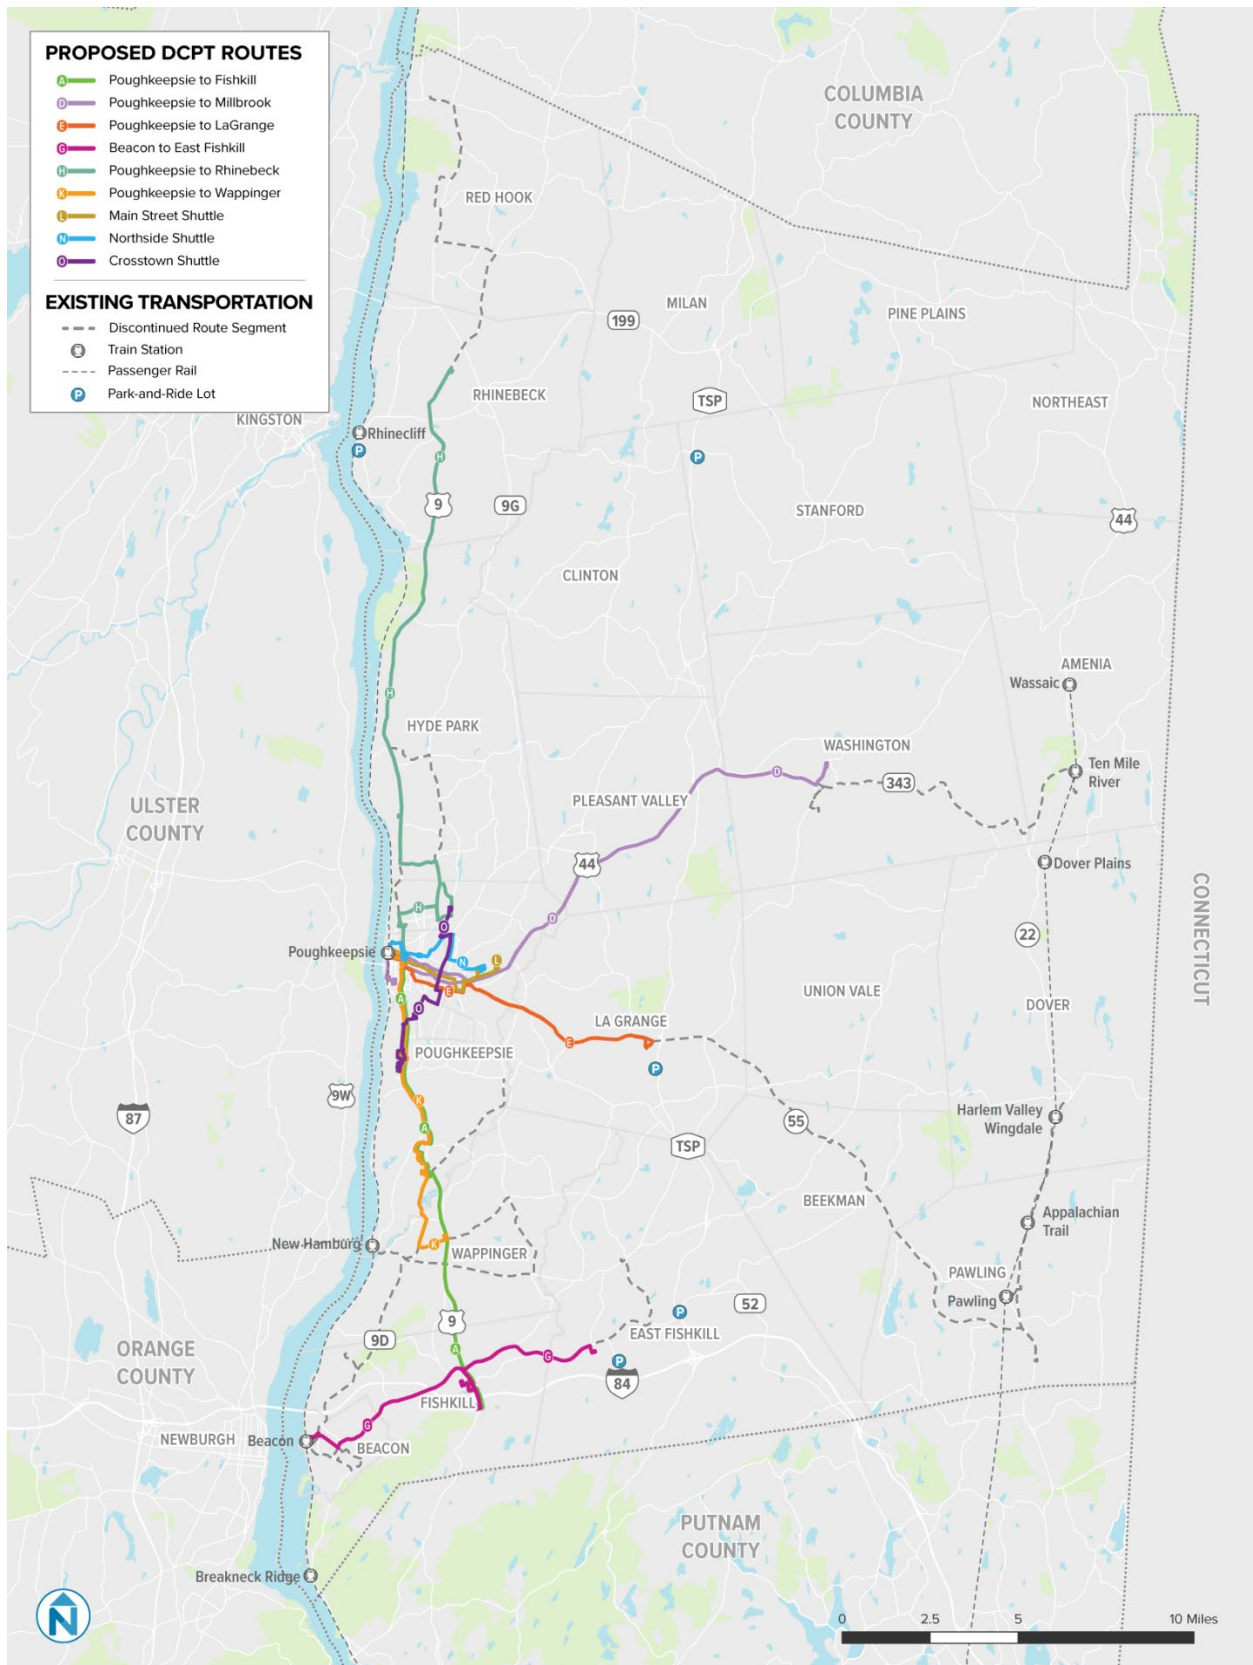 PROPOSED DCPT ROUTES
A Poughkeepsie to Fishkill
D Poughkeepsie to Millbrook
E Poughkeepsie to LaGrange
G Beacon to East Fishkill
H Poughkeepsie to Rhinebeck
K Poughkeepsie to Wappinger
L Main Street Shuttle
N Northside Shuttle
O Crosstown Shuttle
EXISTING TRANSPORTATION
Discontinued Route Segment
Train Station
Passenger Rail
P Park-and-Ride Lot
COLUMBIA
COUNTY
RED HOOK
MILAN
PINE PLAINS
199
RHINEBECK
TSP
NORTHEAST
KINGSTON
Rhinecliff
P
H
P
9
9G
STANFORD
44
CLINTON
AMENIA
Wassaic
H
HYDE PARK
WASHINGTON
D
Ten Mile
River
343
PLEASANT VALLEY
ULSTER
COUNTY
44
Dover Plains
CONNECTICUT
H
D
O
22
Poughkeepsie
N
L
E
A
O
UNION VALE
DOVER
LA GRANGE
E
POUGHKEEPSIE
P
9W
K
87
A
55
Harlem Valley
Wingdale
TSP
BEEKMAN
Appalachian
Trail
New Hamburg
K
WAPPINGER
PAWLING
Pawling
52
P
9
9D
A
EAST FISHKILL
G
P
84
ORANGE
COUNTY
FISHKILL
G
NEWBURGH
Beacon
BEACON
PUTNAM
COUNTY
Breakneck Ridge
N
0
2.5
5
10 Miles